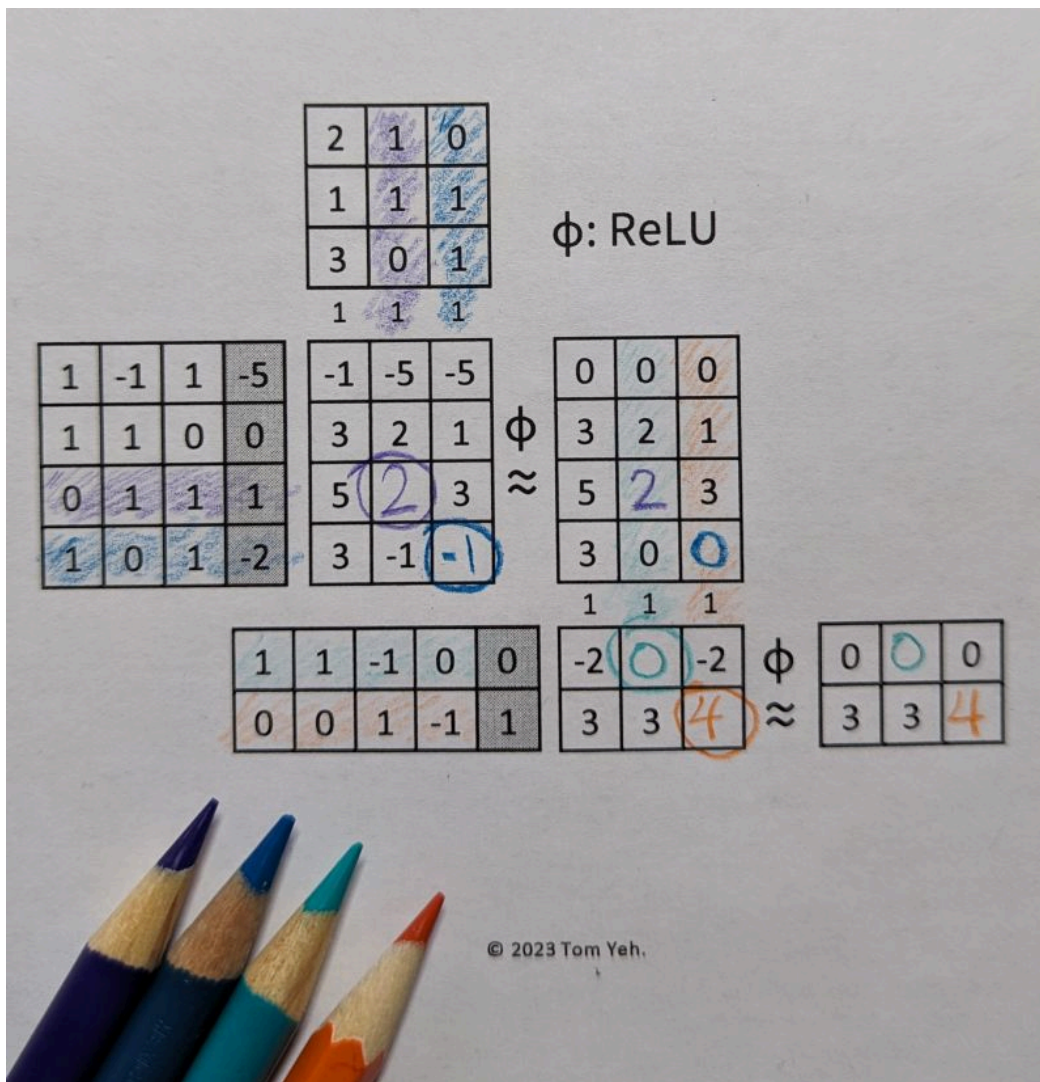 2 1 0
1 1 1
φ: ReLU
3 0 1
1 1 1
1 -1 1 -5 -1 -5 -5 0 0 0
1 1 0 0 3 2 1 φ 3 2 1
0 1 1 1 5 2 3 ≈ 5 2 3
1 0 1 -2 3 -1 -1 3 0 0
1 1 1
1 1 -1 0 0 -2 0 -2 φ 0 0 0
0 0 1 -1 1 3 3 4 ≈ 3 3 4
© 2023 Tom Yeh.